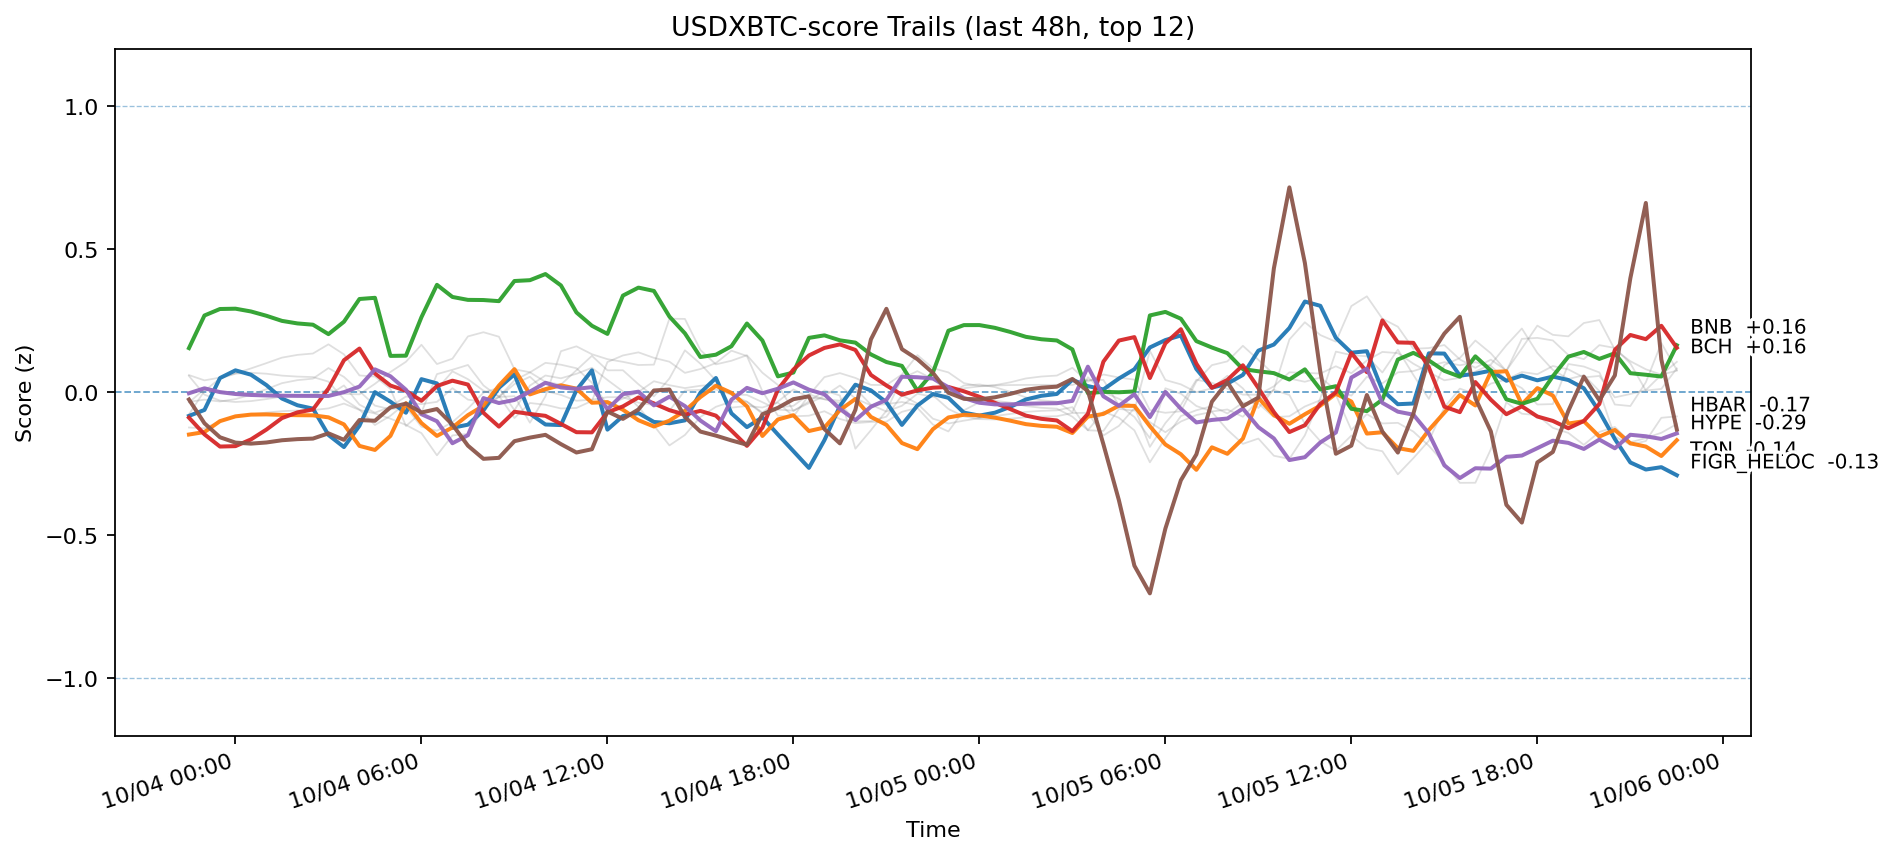 USDXBTC-score Trails (last 48h, top 12)
Score (z)
1.0
0.5
0.0
−0.5
−1.0
BNB +0.16
BCH +0.16
HBAR -0.17
HYPE -0.29
TON -0.14
FIGR_HELOC -0.13
10/04 00:00
10/04 06:00
10/04 12:00
10/04 18:00
10/05 00:00
10/05 06:00
10/05 12:00
10/05 18:00
10/06 00:00
Time